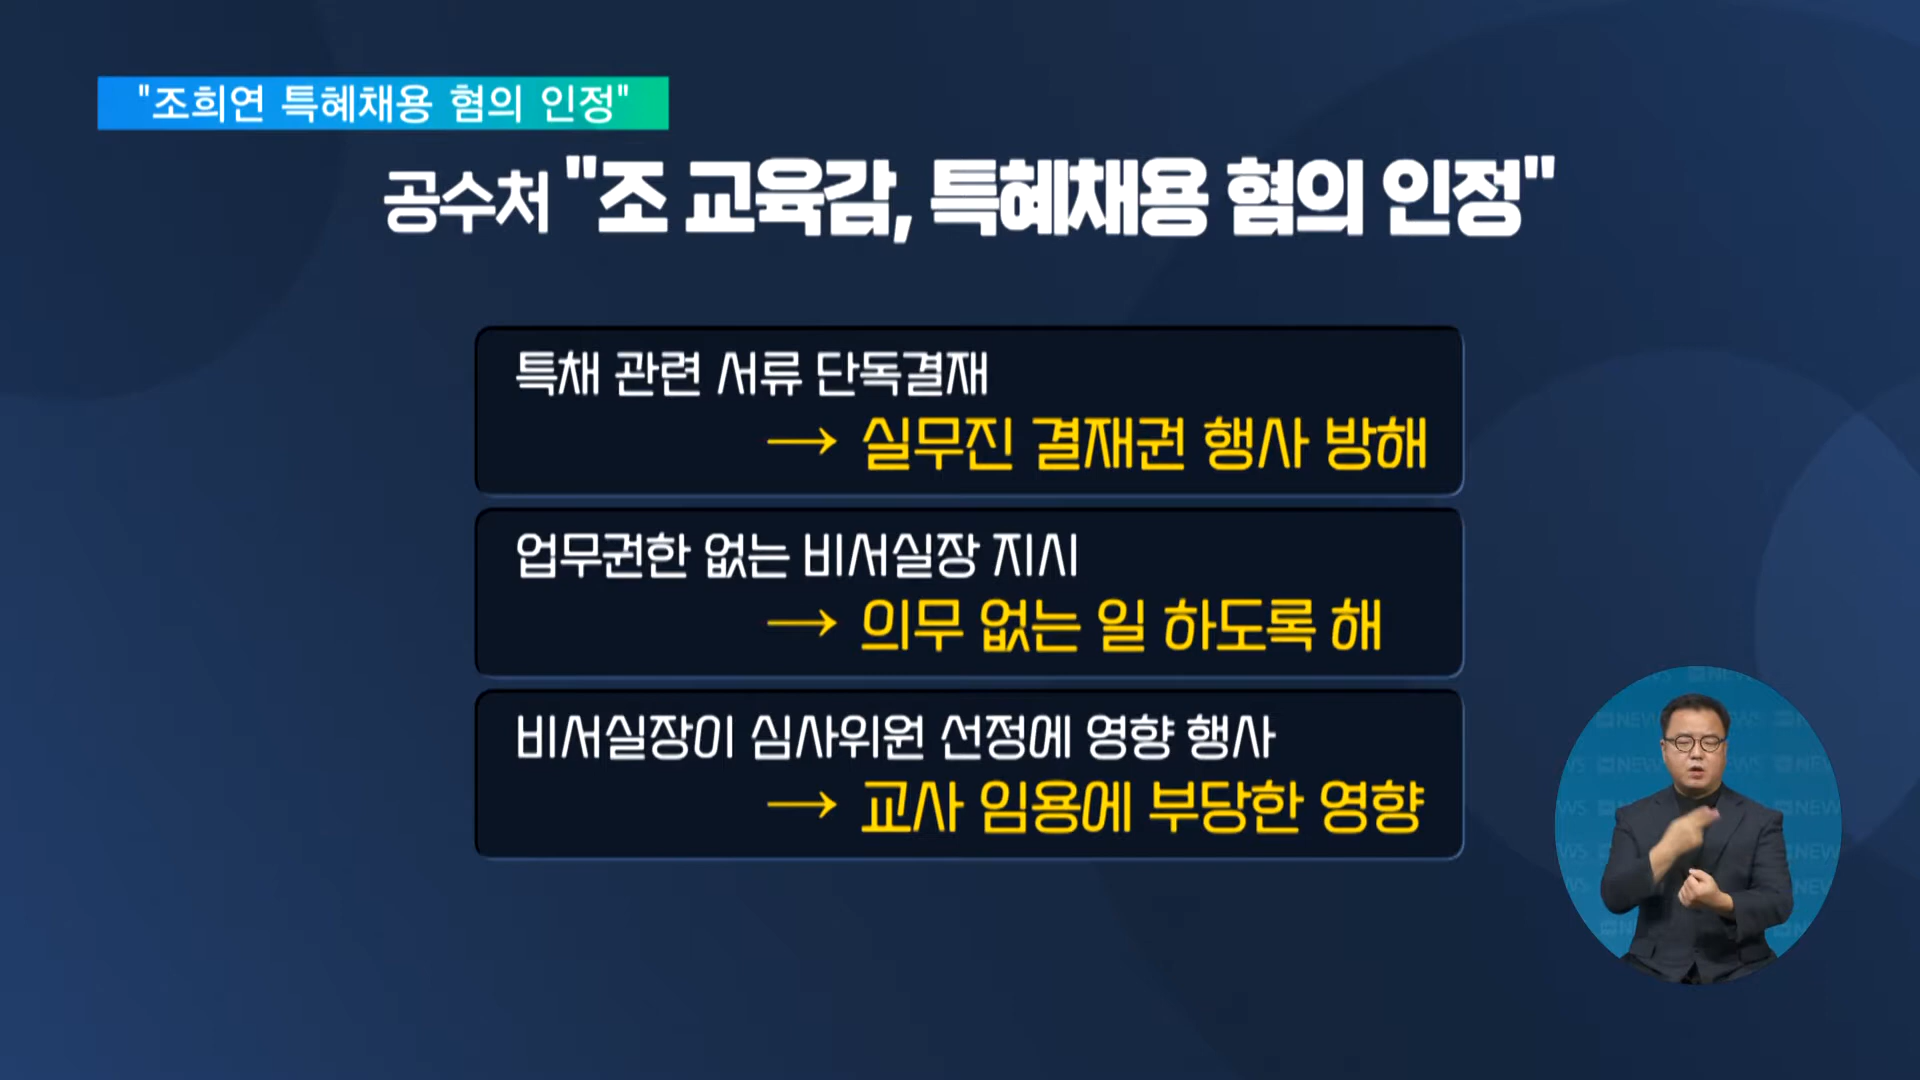 "조희연 특혜채용 혐의 인정"
공수처 "조 교육감, 특혜채용 혐의 인정"
특채 관련 서류 단독결재
→ 실무진 결재권 행사 방해
업무권한 없는 비서실장 지시
→ 의무 없는 일 하도록 해
비서실장이 심사위원 선정에 영향 행사
→ 교사 임용에 부당한 영향
NEWS